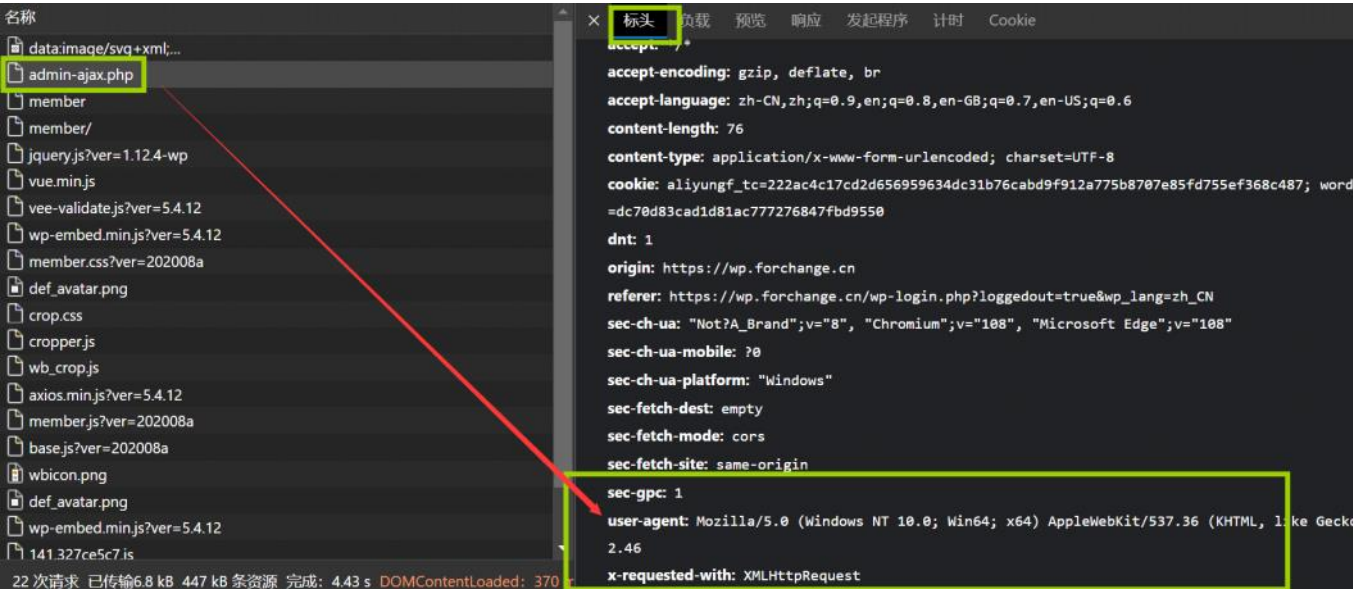 名称
data:image/svg+xml;...
admin-ajax.php
member
member/
jquery.js?ver=1.12.4-wp
vue.min.js
vee-validate.js?ver=5.4.12
wp-embed.min.js?ver=5.4.12
member.css?ver=202008a
def_avatar.png
crop.css
cropper.js
wb_crop.js
axios.min.js?ver=5.4.12
member.js?ver=202008a
base.js?ver=202008a
wbicon.png
def_avatar.png
wp-embed.min.js?ver=5.4.12
141.327ce5c7.js
22 次请求 已传输6.8 kB 447 kB 条资源 完成: 4.43 s DOMContentLoaded: 370
× 标头 负载 预览 响应 发起程序 计时 Cookie
accept: */*
accept-encoding: gzip, deflate, br
accept-language: zh-CN,zh;q=0.9,en;q=0.8,en-GB;q=0.7,en-US;q=0.6
content-length: 76
content-type: application/x-www-form-urlencoded; charset=UTF-8
cookie: aliyungf_tc=222ac4c17cd2d656959634dc31b76cabd9f912a775b8707e85fd755ef368c487; word
=dc70d83cad1d81ac777276847fbd9550
dnt: 1
origin: https://wp.forchange.cn
referer: https://wp.forchange.cn/wp-login.php?loggedout=true&wp_lang=zh_CN
sec-ch-ua: "Not?A_Brand";v="8", "Chromium";v="108", "Microsoft Edge";v="108"
sec-ch-ua-mobile: ?0
sec-ch-ua-platform: "Windows"
sec-fetch-dest: empty
sec-fetch-mode: cors
sec-fetch-site: same-origin
sec-gpc: 1
user-agent: Mozilla/5.0 (Windows NT 10.0; Win64; x64) AppleWebKit/537.36 (KHTML, like Gecko
2.46
x-requested-with: XMLHttpRequest